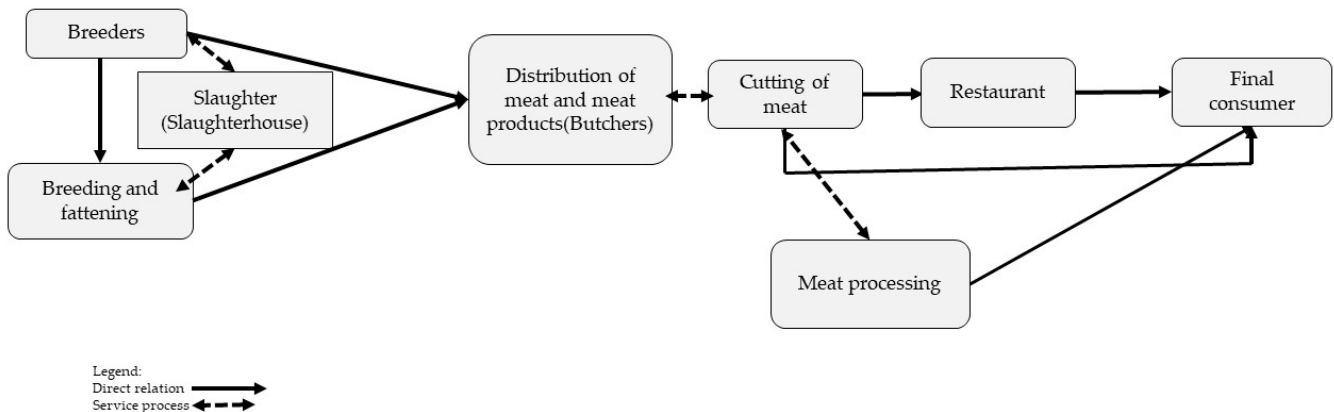 Breeders
Slaughter
(Slaughterhouse)
Breeding and
fattening
Distribution of
meat and meat
products(Butchers)
Cutting of
meat
Restaurant
Final
consumer
Meat processing
Legend:
Direct relation
Service process